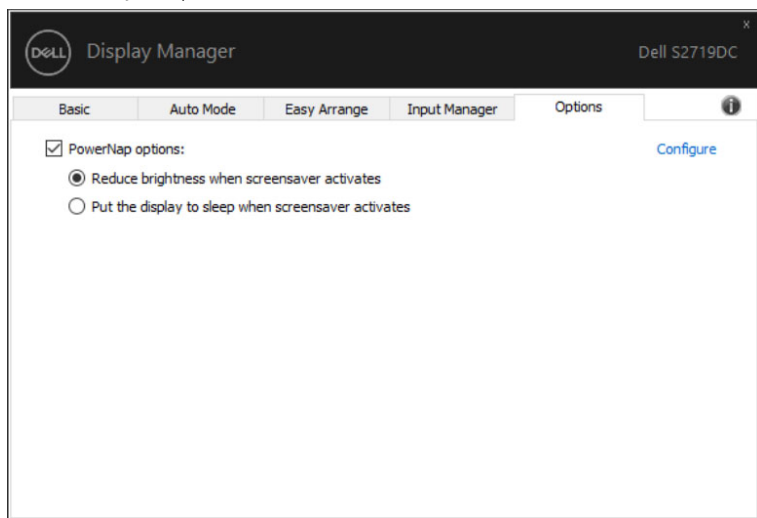 x
DELL Display Manager Dell S2719DC
Basic Auto Mode Easy Arrange Input Manager Options i
PowerNap options: Configure
Reduce brightness when screensaver activates
Put the display to sleep when screensaver activates